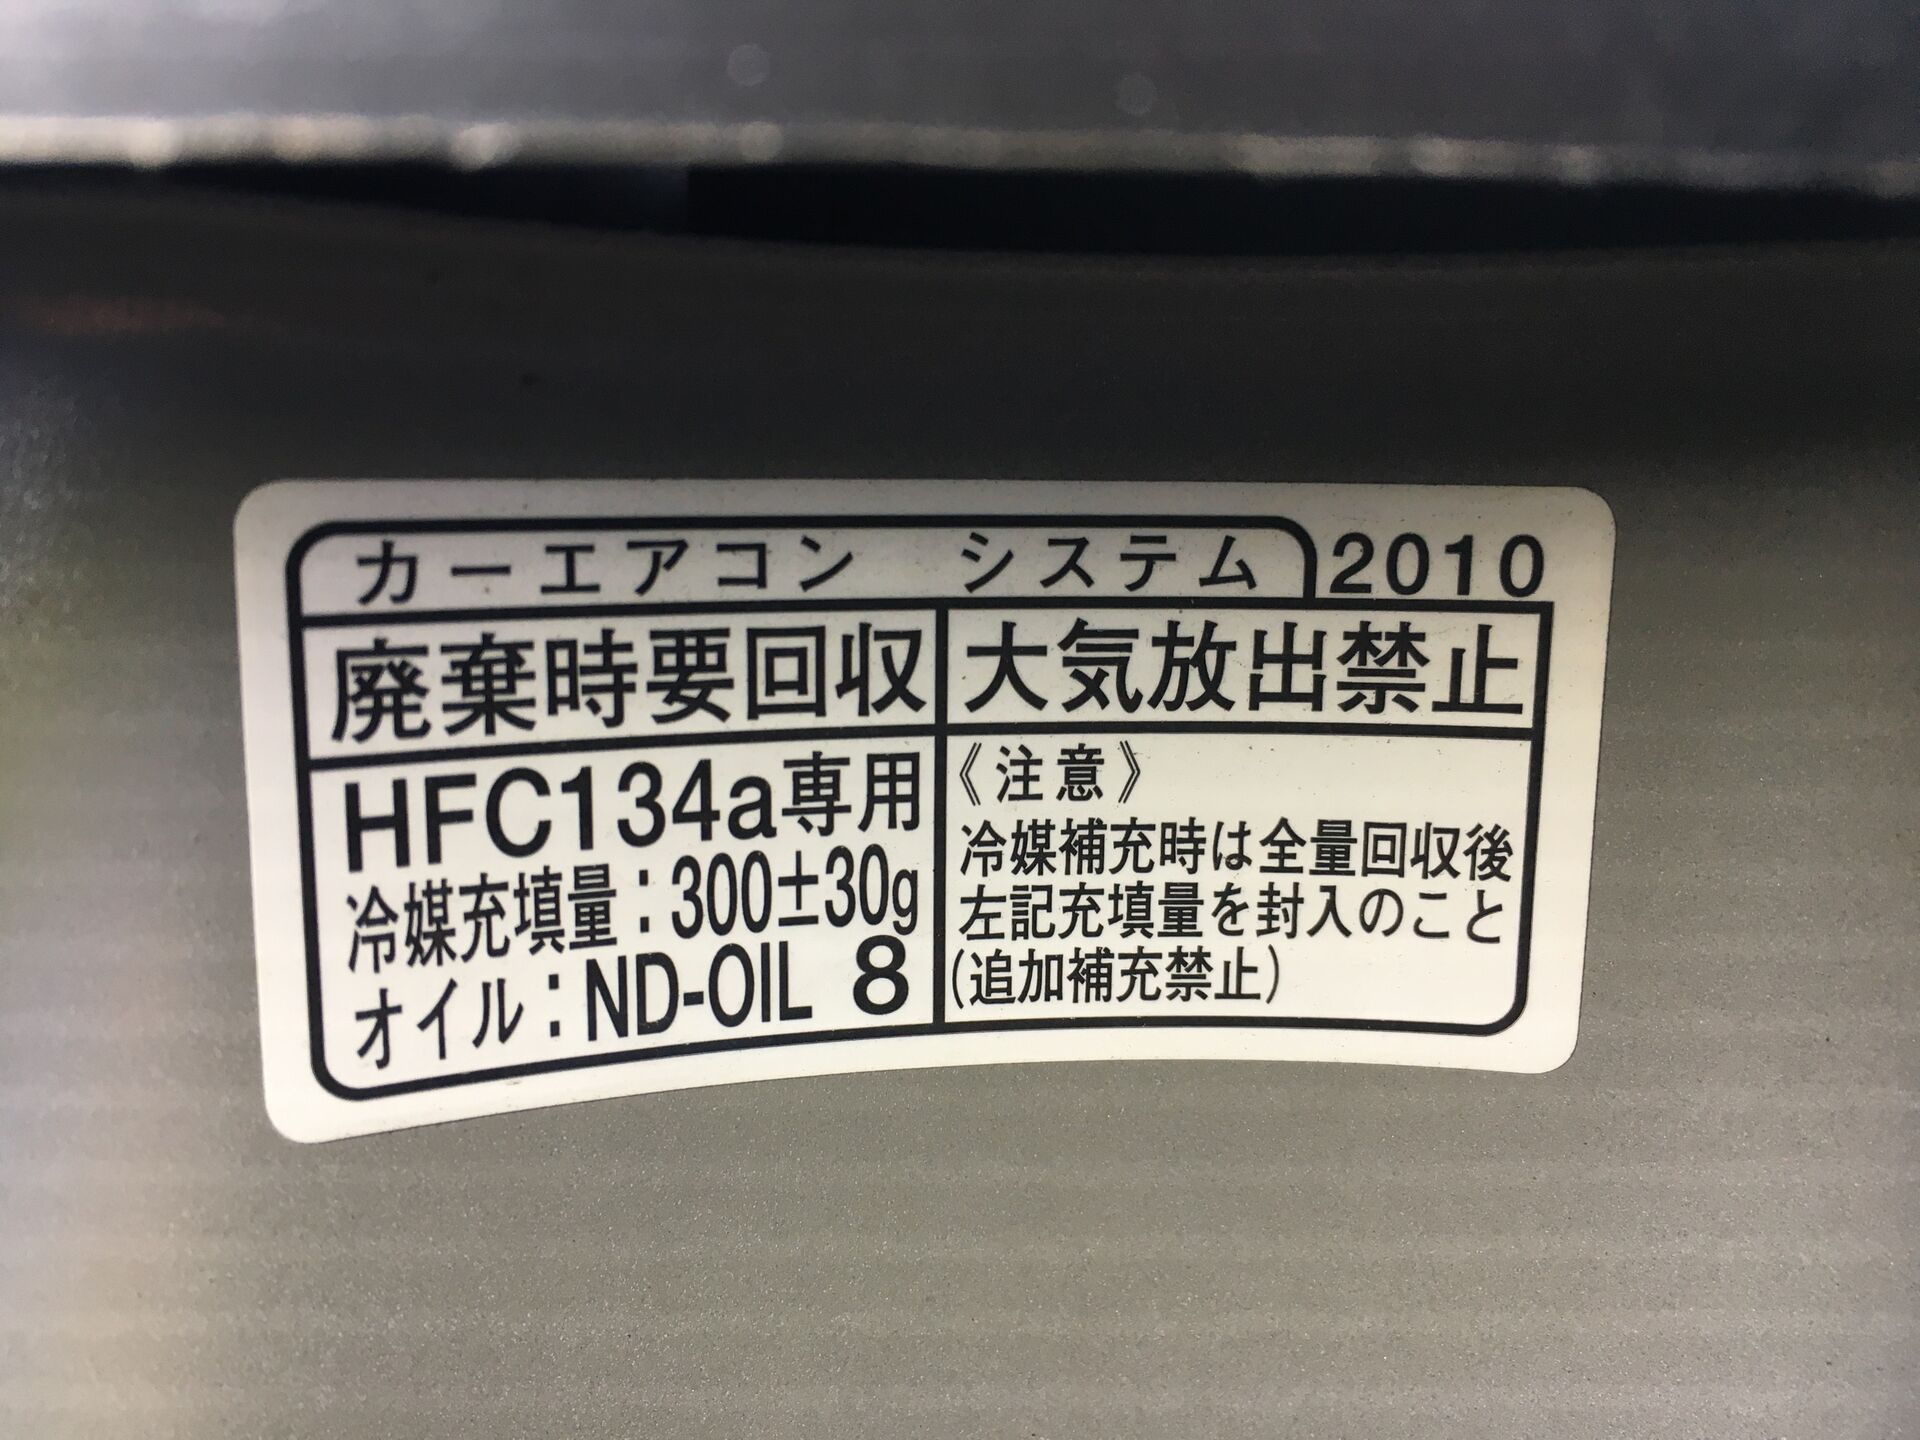 カーエアコン システム 2010
廃棄時要回収
大気放出禁止
HFC134a専用
冷媒充填量:300±30g
オイル:ND-OIL 8
《注意》
冷媒補充時は全量回収後
左記充填量を封入のこと
(追加補充禁止)